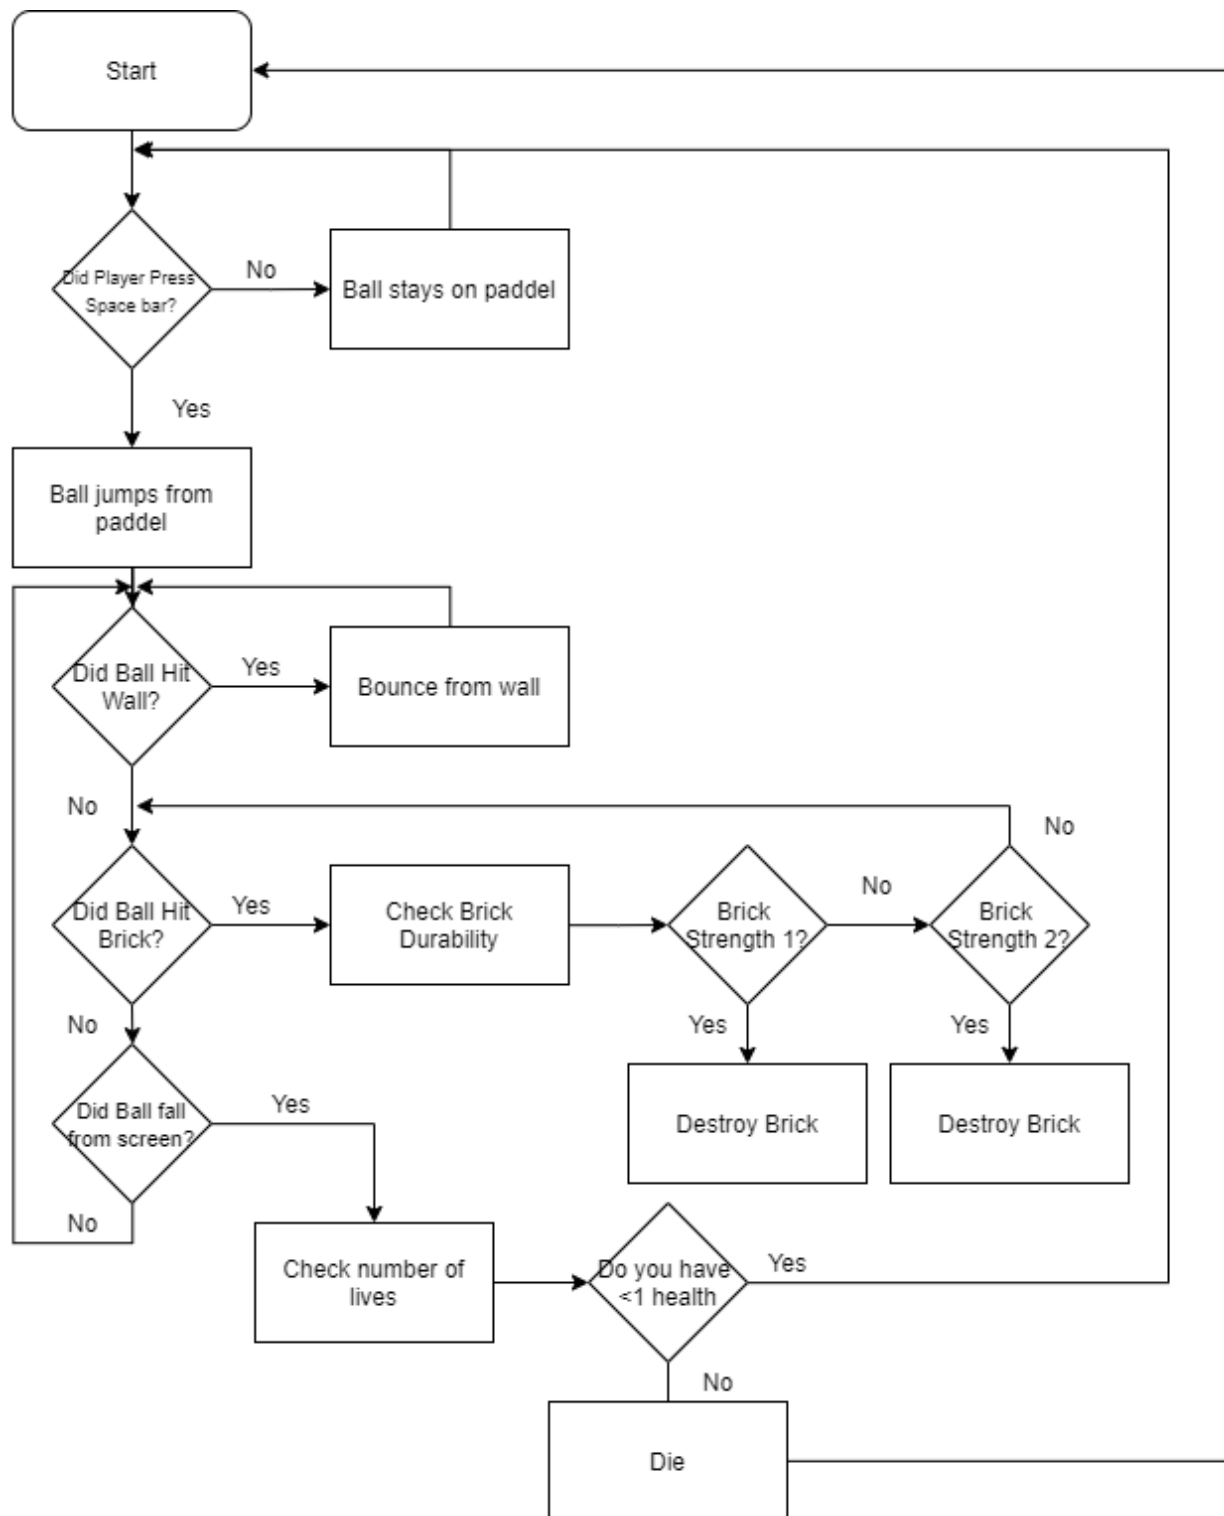 Start
Did Player Press
Space bar?
No
Ball stays on paddel
Yes
Ball jumps from
paddel
Did Ball Hit
Wall?
Yes
Bounce from wall
No
No
Did Ball Hit
Brick?
Yes
Check Brick
Durability
Brick
Strength 1?
No
Brick
Strength 2?
No
Yes
Yes
Did Ball fall
from screen?
Yes
Destroy Brick
Destroy Brick
No
Check number of
lives
Do you have
<1 health
Yes
No
Die